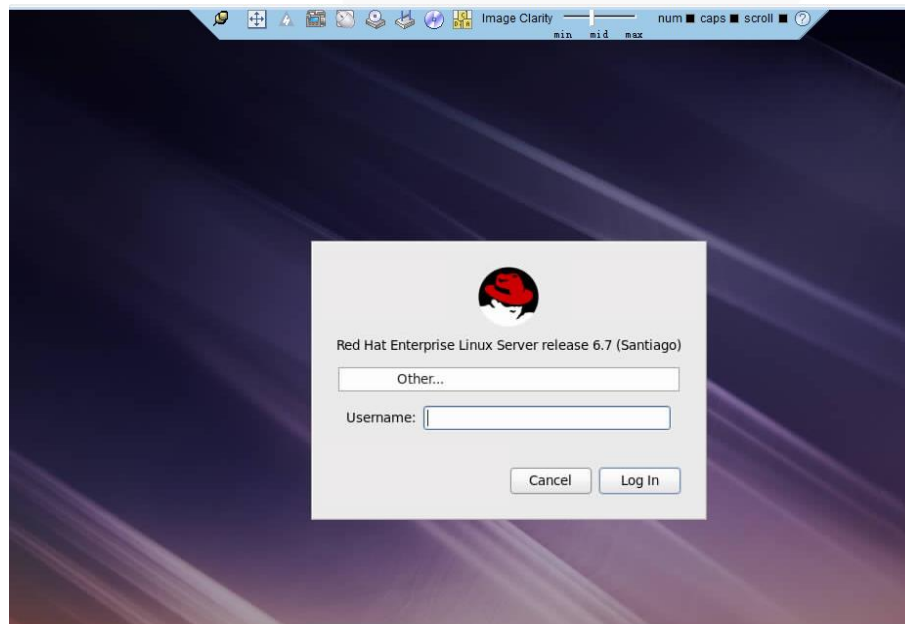 Image Clarity
num caps scroll ?
min mid max
Red Hat Enterprise Linux Server release 6.7 (Santiago)
Other...
Username:
Cancel Log In